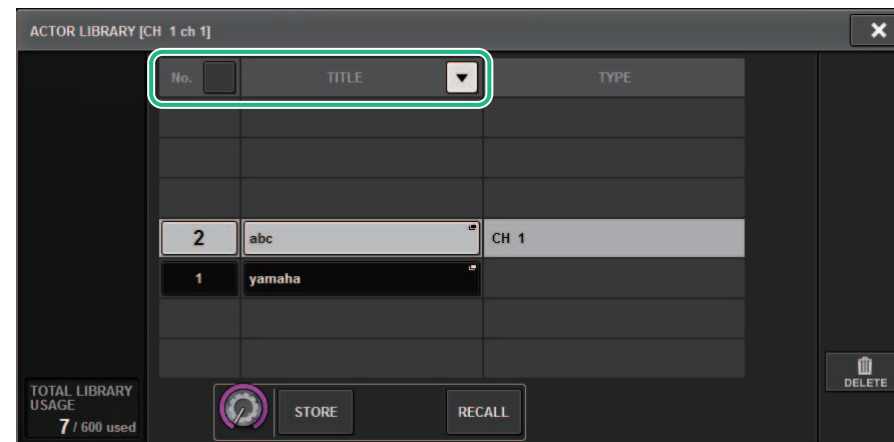 ACTOR LIBRARY [CH 1 ch 1]
No. TITLE TYPE
2 abc CH 1
1 yamaha
DELETE
TOTAL LIBRARY
USAGE
7 / 600 used
STORE RECALL